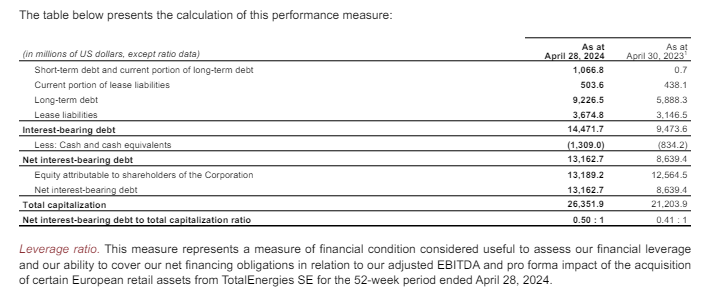 The table below presents the calculation of this performance measure:
As at As at
(in millions of US dollars, except ratio data) April 28, 2024 April 30, 2023¹
Short-term debt and current portion of long-term debt 1,066.8 0.7
Current portion of lease liabilities 503.6 438.1
Long-term debt 9,226.5 5,888.3
Lease liabilities 3,674.8 3,146.5
Interest-bearing debt 14,471.7 9,473.6
Less: Cash and cash equivalents (1,309.0) (834.2)
Net interest-bearing debt 13,162.7 8,639.4
Equity attributable to shareholders of the Corporation 13,189.2 12,564.5
Net interest-bearing debt 13,162.7 8,639.4
Total capitalization 26,351.9 21,203.9
Net interest-bearing debt to total capitalization ratio 0.50 : 1 0.41 : 1
Leverage ratio. This measure represents a measure of financial condition considered useful to assess our financial leverage
and our ability to cover our net financing obligations in relation to our adjusted EBITDA and pro forma impact of the acquisition
of certain European retail assets from TotalEnergies SE for the 52-week period ended April 28, 2024.